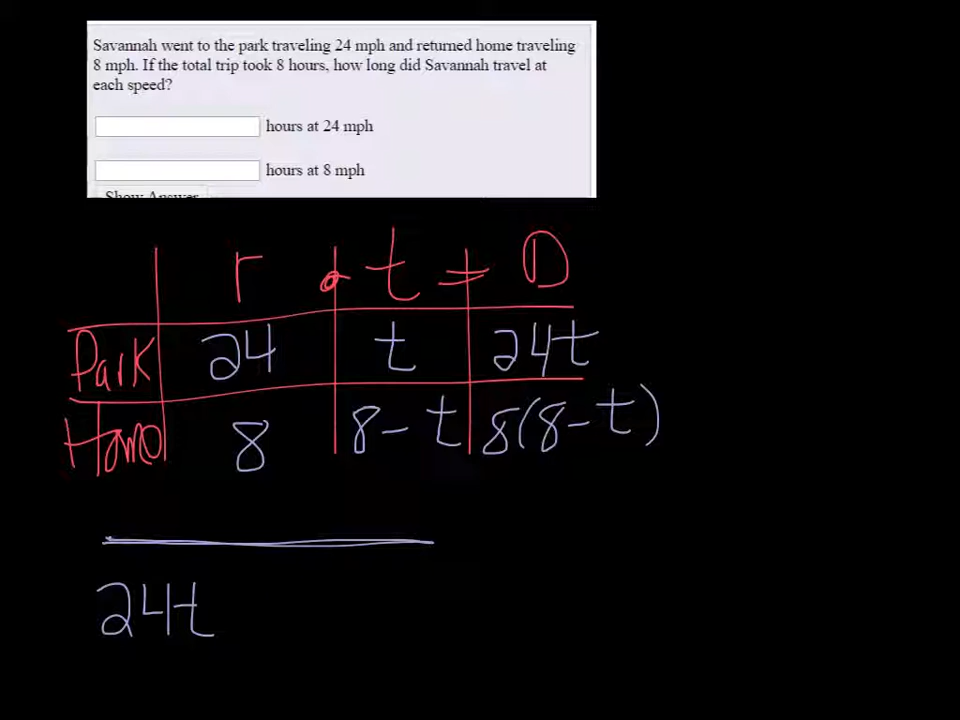 Savannah went to the park traveling 24 mph and returned home traveling
8 mph. If the total trip took 8 hours, how long did Savannah travel at
each speed?
hours at 24 mph
hours at 8 mph
Show Answer
r • t = D
Park 24 t 24t
Home 8 8 - t 8(8 - t)
24t